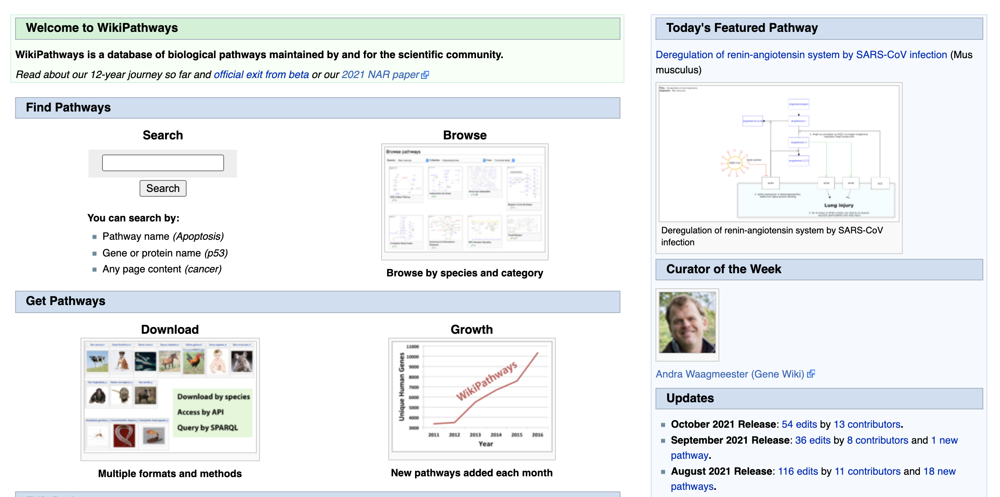 Welcome to WikiPathways
WikiPathways is a database of biological pathways maintained by and for the scientific community.
Read about our 12-year journey so far and official exit from beta or our 2021 NAR paper
Find Pathways
Search
Search
You can search by:
Pathway name (Apoptosis)
Gene or protein name (p53)
Any page content (cancer)
Browse
Browse pathways
Browse by species and category
Get Pathways
Download
Download by species
Access by API
Query by SPARQL
Multiple formats and methods
Growth
Unique Human Genes
11000
10000
9000
8000
7000
6000
5000
4000
3000
WikiPathways
2011 2012 2013 2014 2015 2016
Year
New pathways added each month
Today's Featured Pathway
Deregulation of renin-angiotensin system by SARS-CoV infection (Mus
musculus)
SARS-CoV
Spike protein
Lung injury
Deregulation of renin-angiotensin system by SARS-CoV
infection
Curator of the Week
Andra Waagmeester (Gene Wiki)
Updates
October 2021 Release: 54 edits by 13 contributors.
September 2021 Release: 36 edits by 8 contributors and 1 new
pathway.
August 2021 Release: 116 edits by 11 contributors and 18 new
pathways.